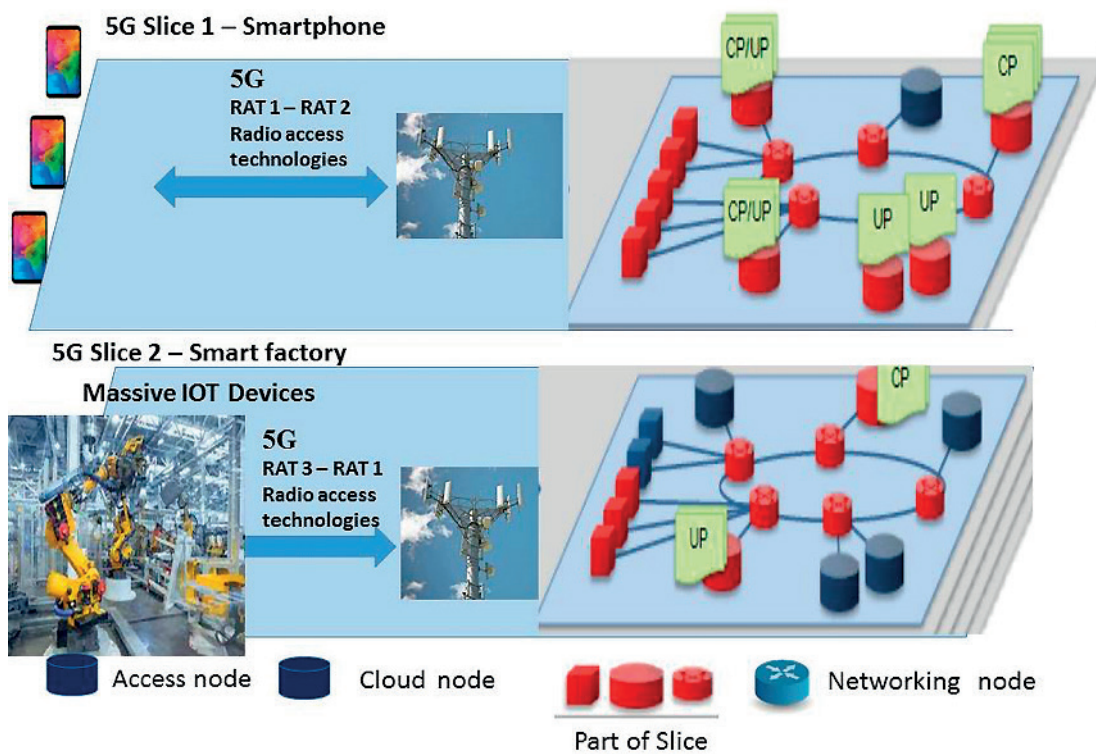 5G Slice 1 – Smartphone
5G
RAT 1 – RAT 2
Radio access
technologies
CP/UP
CP
CP/UP
UP
UP
5G Slice 2 – Smart factory
Massive IOT Devices
5G
RAT 3 – RAT 1
Radio access
technologies
CP
UP
Access node
Cloud node
Networking node
Part of Slice